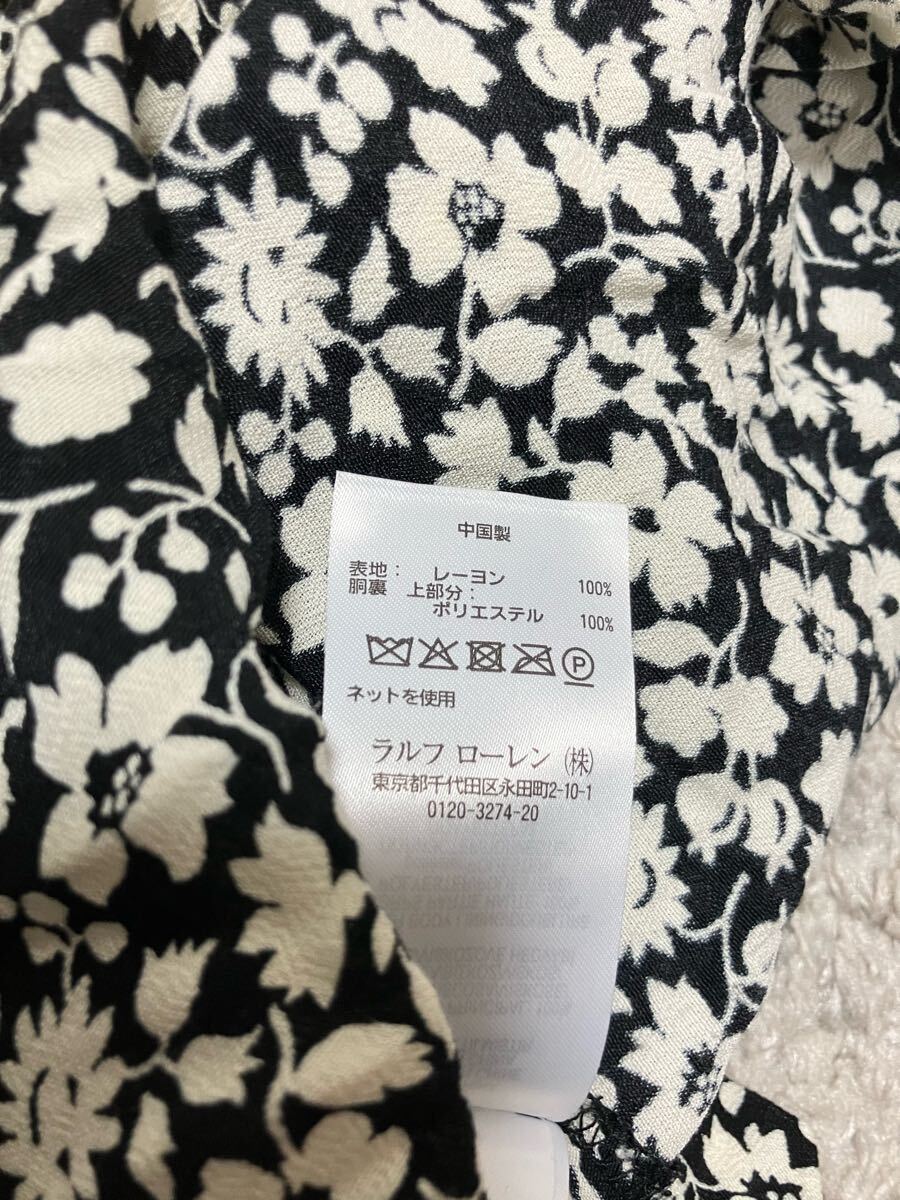 中国製
表地： レーヨン 100%
胴裏 上部分：
ポリエステル 100%
P
ネットを使用
ラルフ ローレン (株)
東京都千代田区永田町2-10-1
0120-3274-20